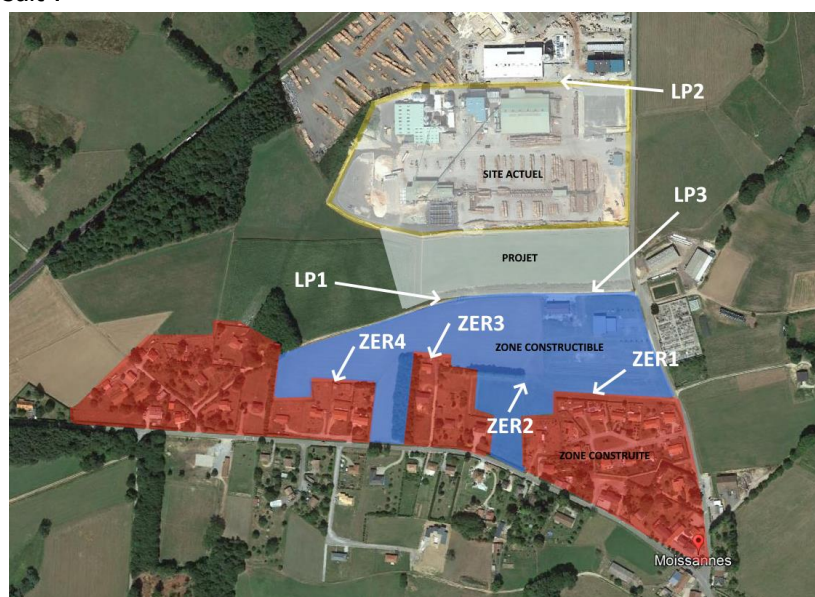 LP2
SITE ACTUEL
LP3
PROJET
LP1
ZER3
ZER4
ZONE CONSTRUCTIBLE
ZER1
ZER2
ZONE CONSTRUITE
Moissannes